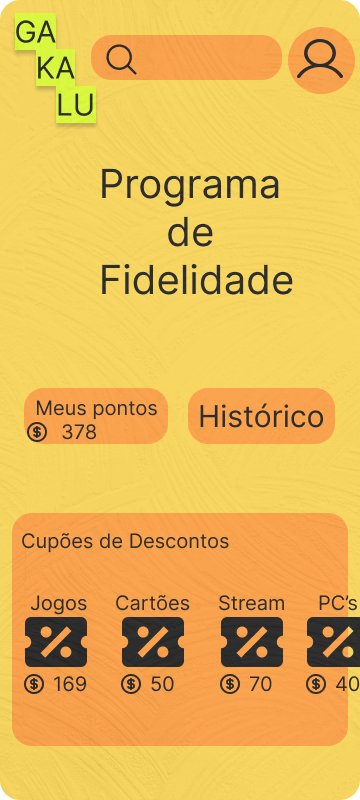 GA
KA
LU
Programa
de
Fidelidade
Meus pontos
378
Histórico
Cupões de Descontos
Jogos Cartões Stream PC's
169 50 70 40